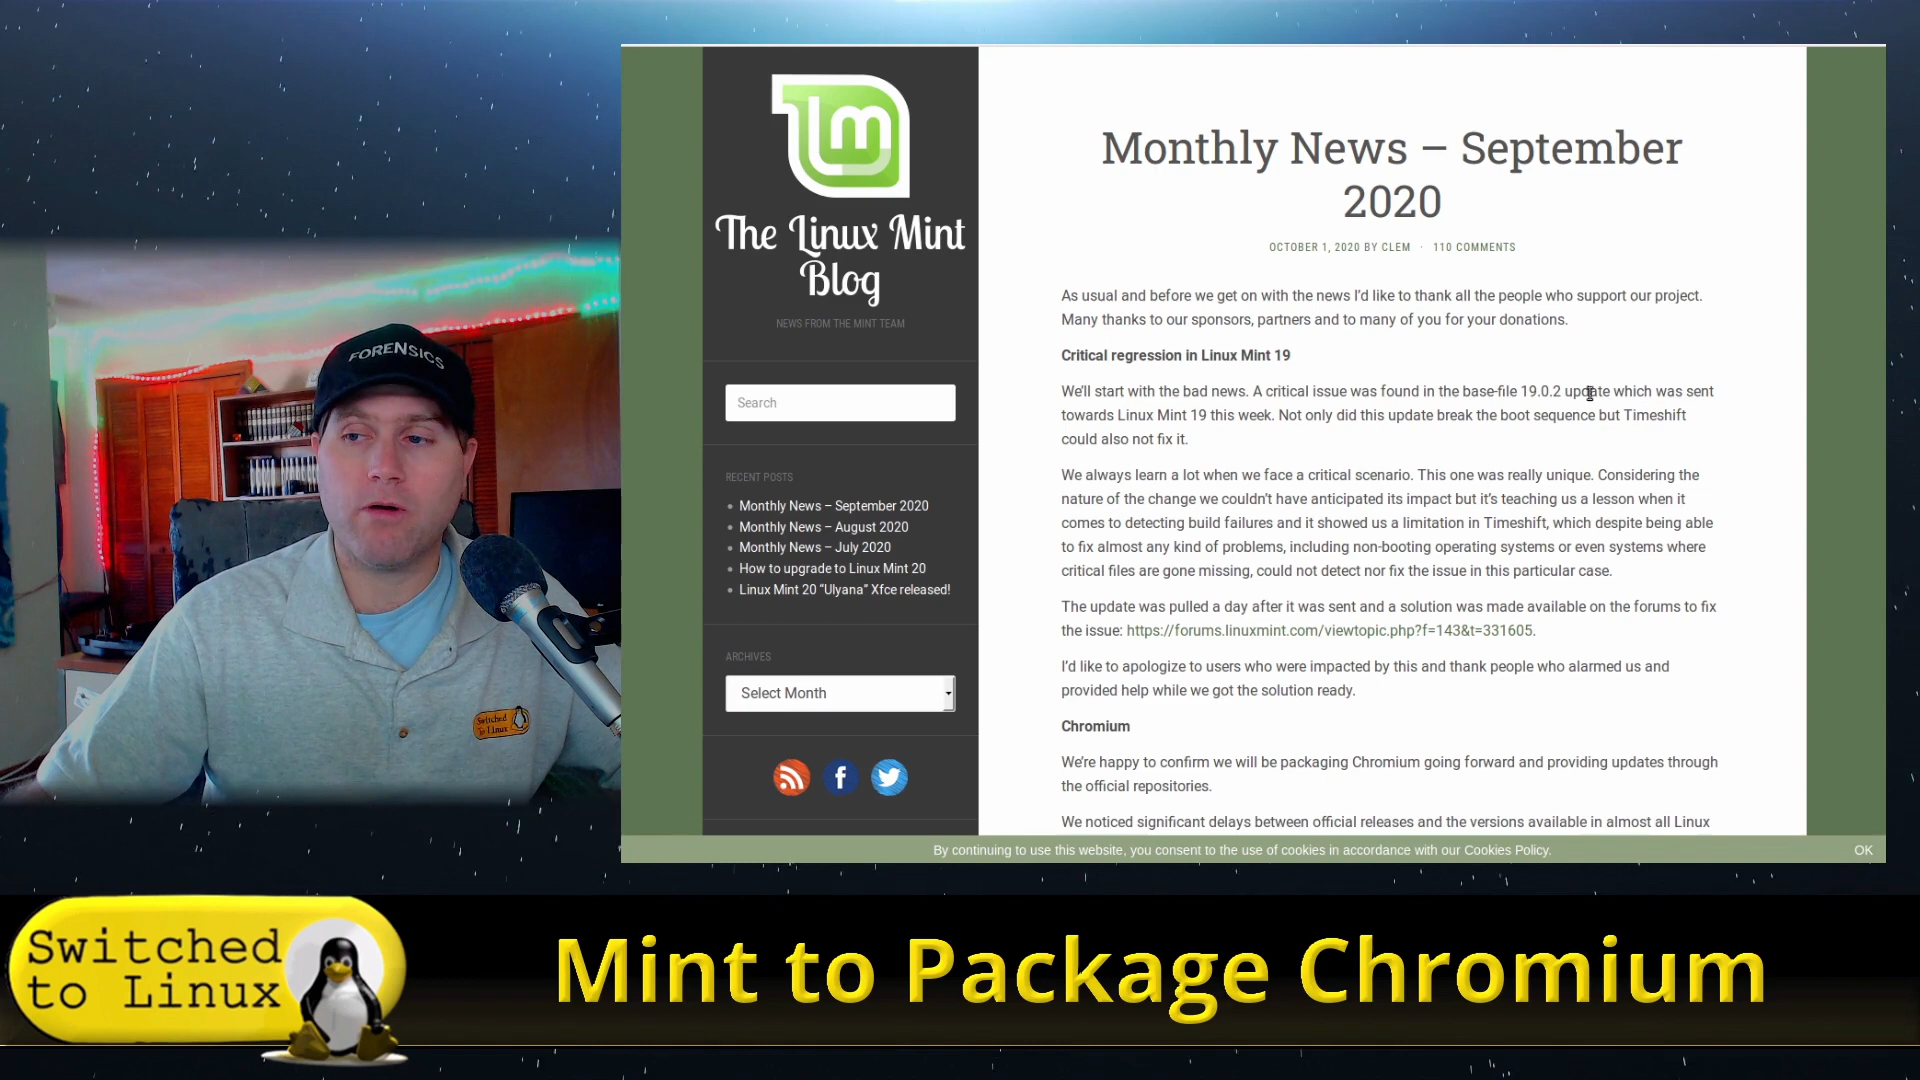 The Linux Mint
Blog
NEWS FROM THE MINT TEAM
Search
RECENT POSTS
Monthly News – September 2020
Monthly News – August 2020
Monthly News – July 2020
How to upgrade to Linux Mint 20
Linux Mint 20 “Ulyana” Xfce released!
ARCHIVES
Select Month
Monthly News – September
2020
OCTOBER 1, 2020 BY CLEM · 110 COMMENTS
As usual and before we get on with the news I’d like to thank all the people who support our project.
Many thanks to our sponsors, partners and to many of you for your donations.
Critical regression in Linux Mint 19
We’ll start with the bad news. A critical issue was found in the base-file 19.0.2 update which was sent
towards Linux Mint 19 this week. Not only did this update break the boot sequence but Timeshift
could also not fix it.
We always learn a lot when we face a critical scenario. This one was really unique. Considering the
nature of the change we couldn’t have anticipated its impact but it’s teaching us a lesson when it
comes to detecting build failures and it showed us a limitation in Timeshift, which despite being able
to fix almost any kind of problems, including non-booting operating systems or even systems where
critical files are gone missing, could not detect nor fix the issue in this particular case.
The update was pulled a day after it was sent and a solution was made available on the forums to fix
the issue: https://forums.linuxmint.com/viewtopic.php?f=143&t=331605.
I’d like to apologize to users who were impacted by this and thank people who alarmed us and
provided help while we got the solution ready.
Chromium
We’re happy to confirm we will be packaging Chromium going forward and providing updates through
the official repositories.
We noticed significant delays between official releases and the versions available in almost all Linux
By continuing to use this website, you consent to the use of cookies in accordance with our Cookies Policy.
OK
FORENSICS
Switched
To Linux
Switched
to Linux
Mint to Package Chromium